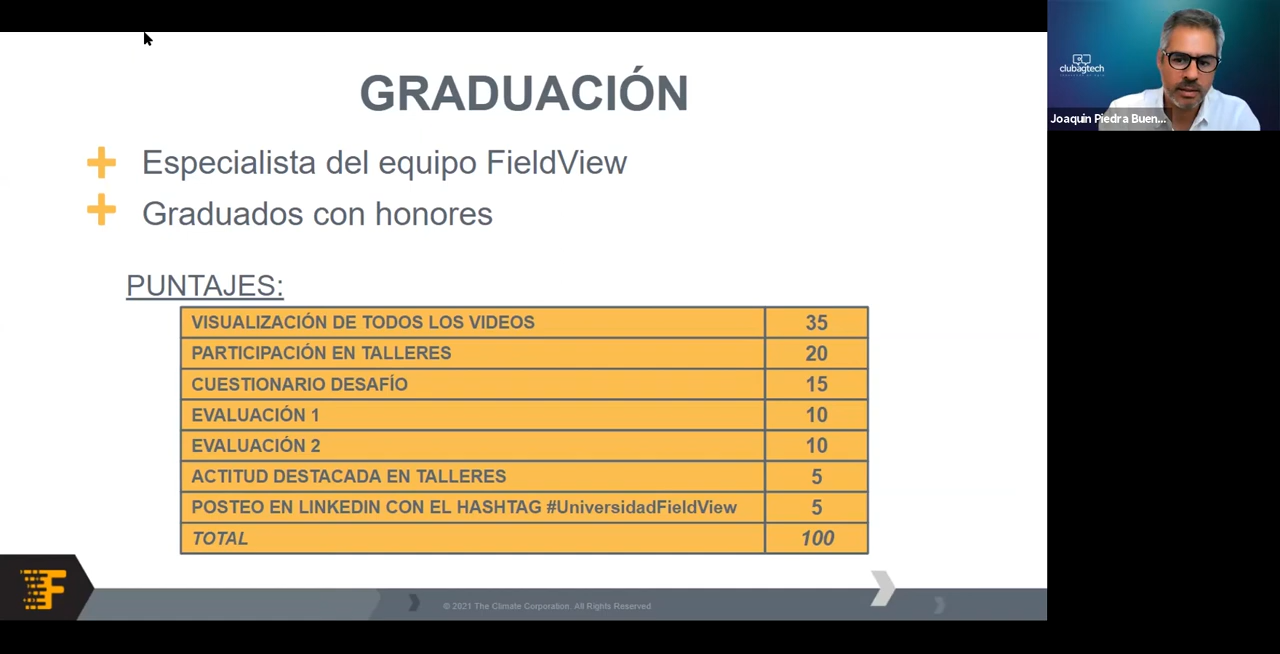 GRADUACIÓN
Especialista del equipo FieldView
Graduados con honores
PUNTAJES:
VISUALIZACIÓN DE TODOS LOS VIDEOS 35
PARTICIPACIÓN EN TALLERES 20
CUESTIONARIO DESAFÍO 15
EVALUACIÓN 1 10
EVALUACIÓN 2 10
ACTITUD DESTACADA EN TALLERES 5
POSTEO EN LINKEDIN CON EL HASHTAG #UniversidadFieldView 5
TOTAL 100
© 2021 The Climate Corporation. All Rights Reserved
clubagtech
Joaquin Piedra Buen...